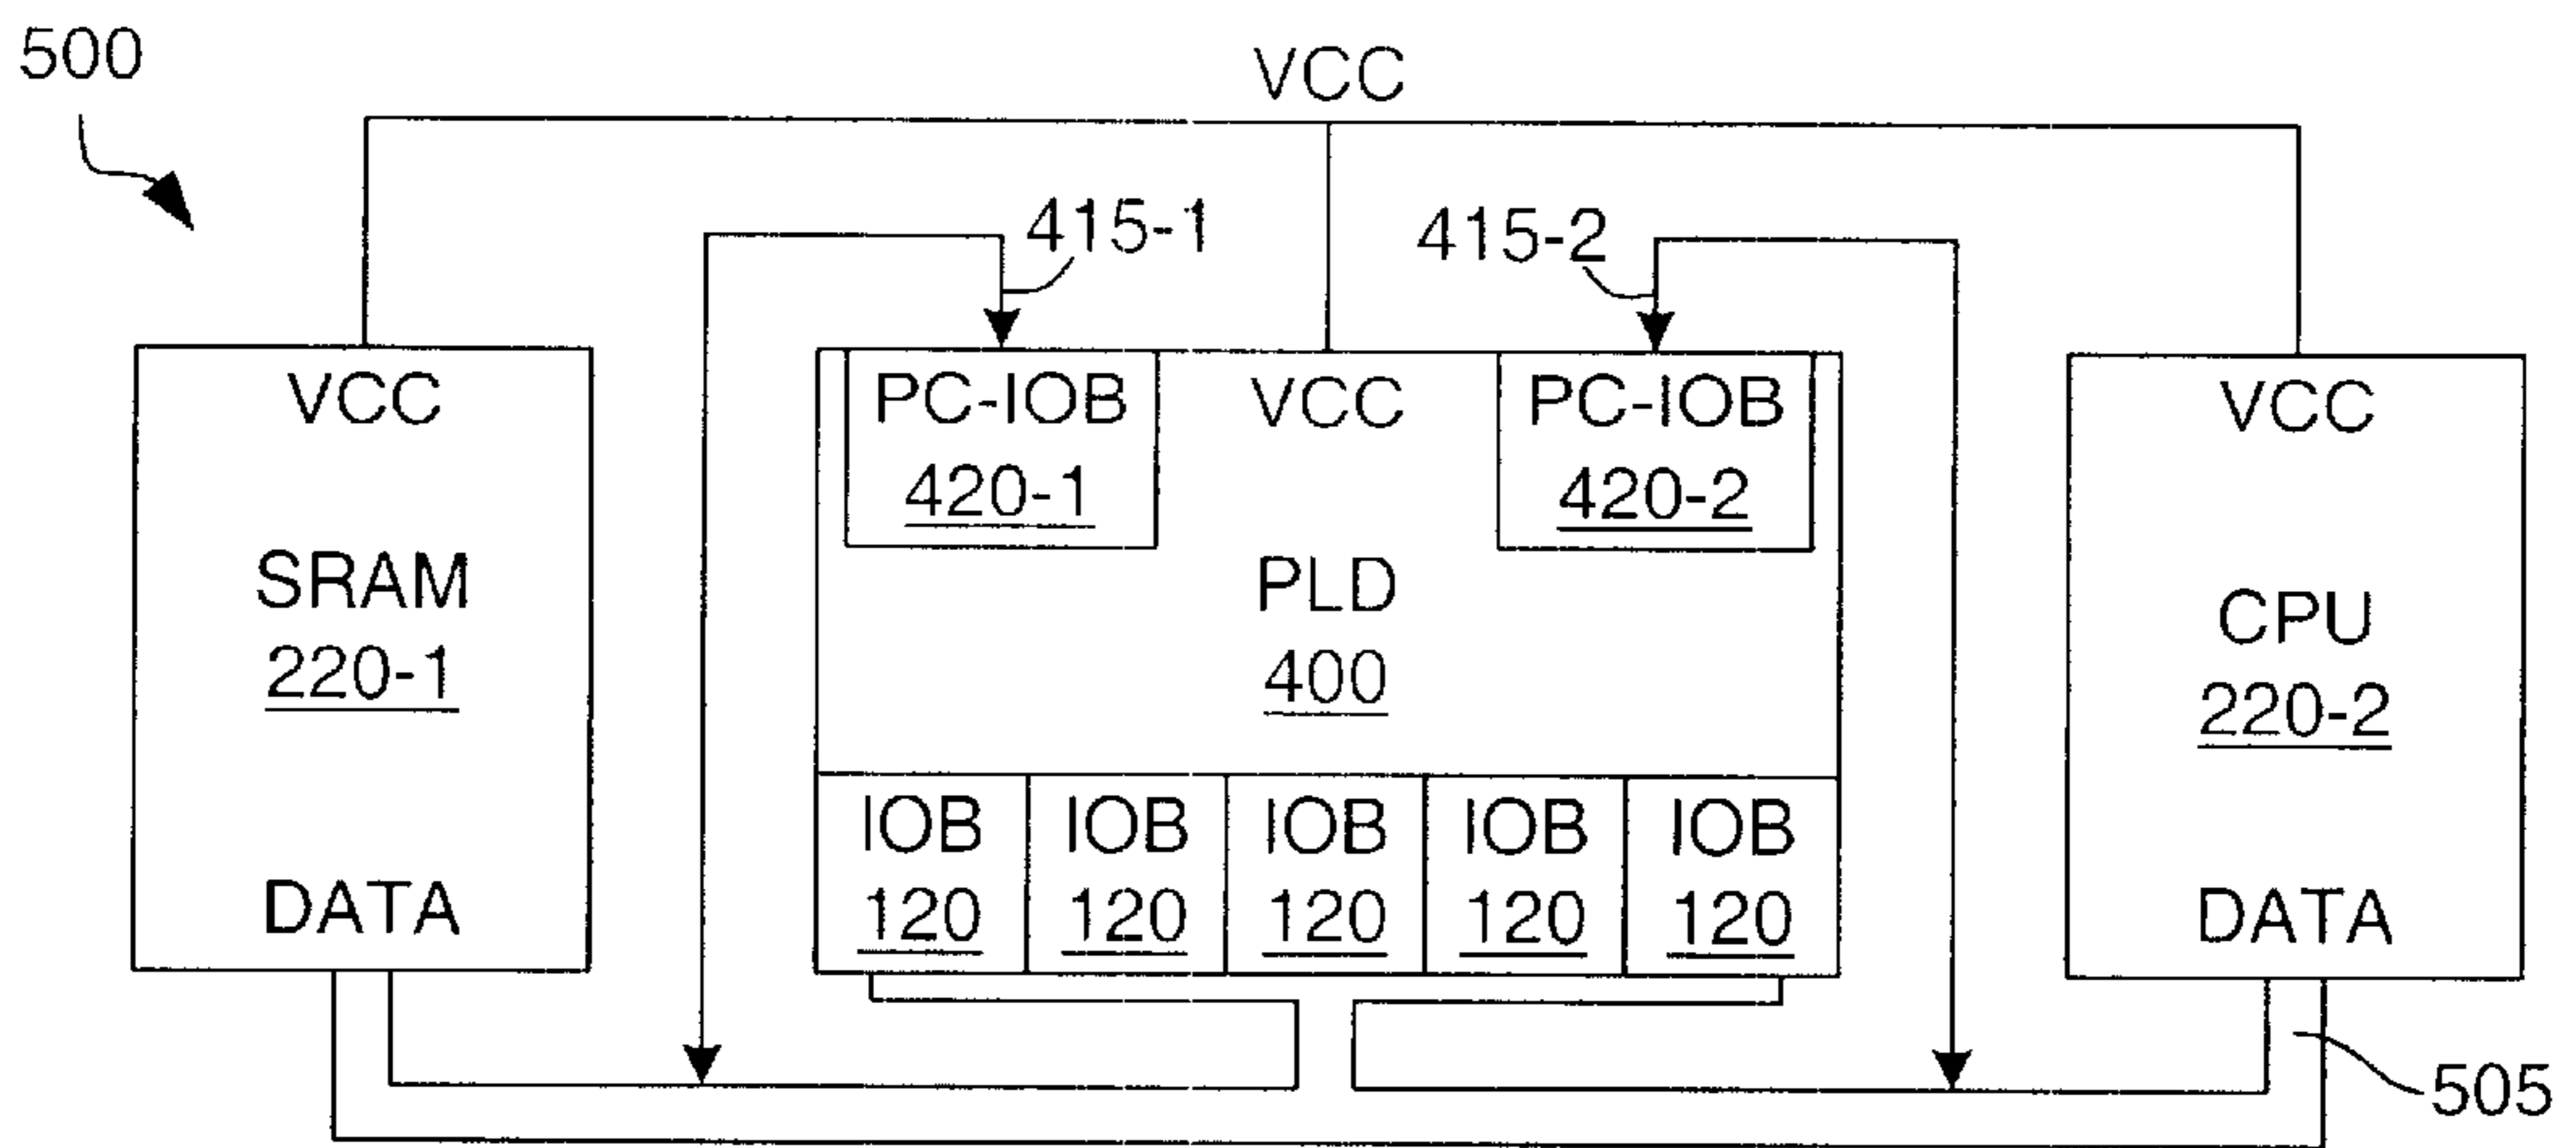 500
VCC
415-1
415-2
VCC
SRAM
220-1
DATA
PC-IOB
420-1
VCC
PC-IOB
420-2
PLD
400
IOB
120
IOB
120
IOB
120
IOB
120
IOB
120
VCC
CPU
220-2
DATA
505